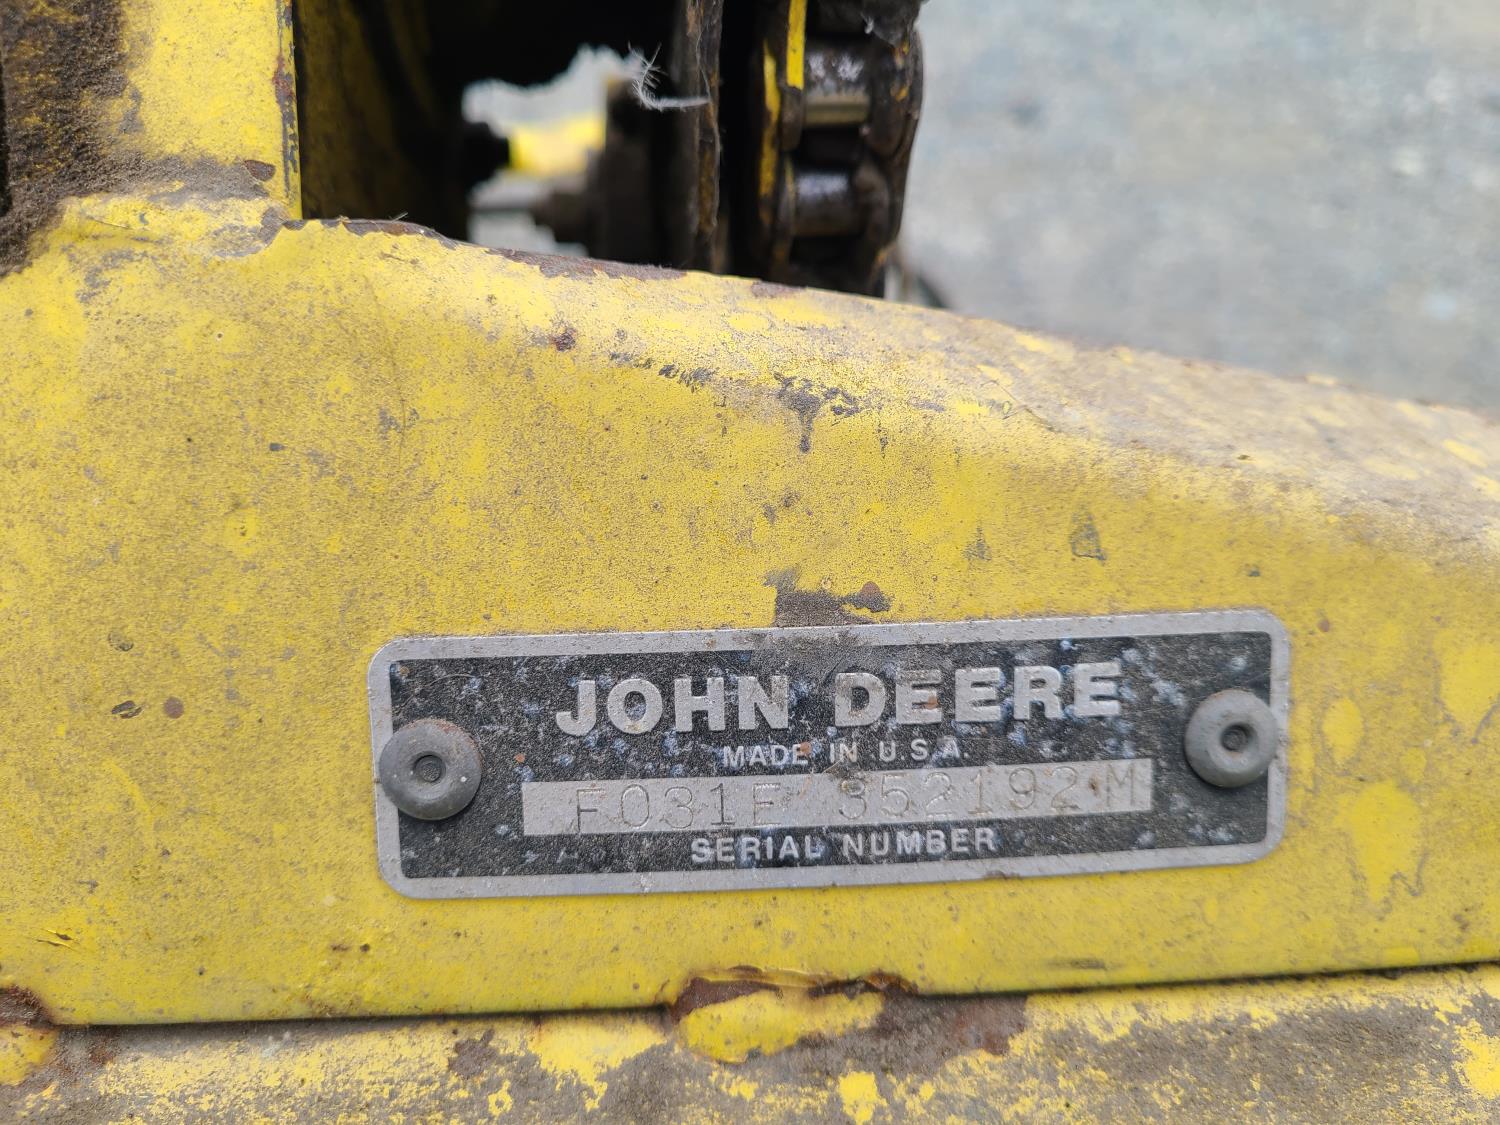 JOHN DEERE
MADE IN U.S.A.
F031E 352192M
SERIAL NUMBER